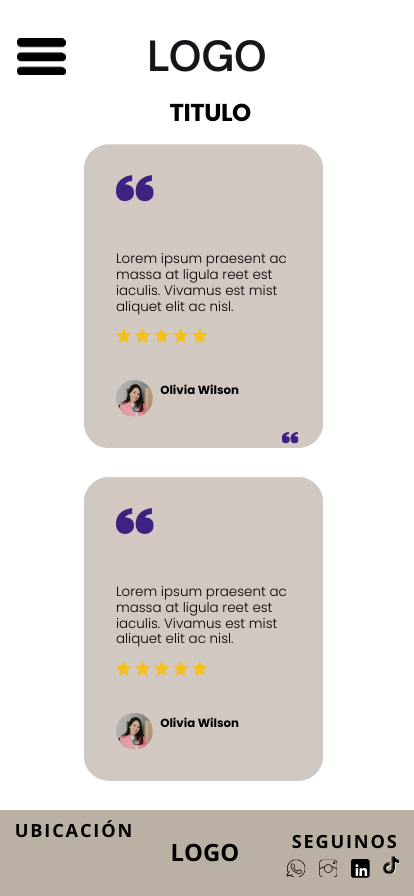 LOGO
TITULO
Lorem ipsum praesent ac
massa at ligula reet est
iaculis. Vivamus est mist
aliquet elit ac nisl.
Olivia Wilson
Lorem ipsum praesent ac
massa at ligula reet est
iaculis. Vivamus est mist
aliquet elit ac nisl.
Olivia Wilson
UBICACIÓN
LOGO
SEGUINOS
in